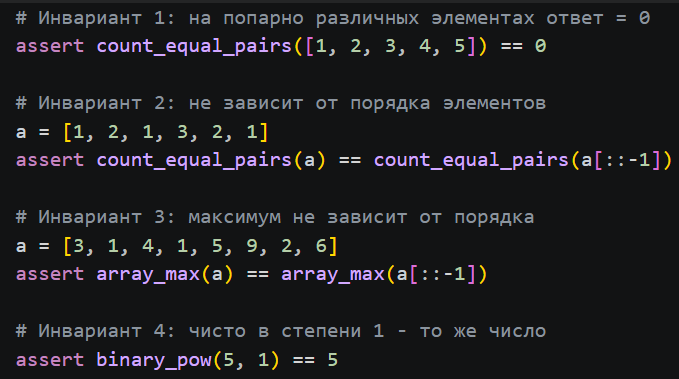 # Инвариант 1: на попарно различных элементах ответ = 0
assert count_equal_pairs([1, 2, 3, 4, 5]) == 0
# Инвариант 2: не зависит от порядка элементов
a = [1, 2, 1, 3, 2, 1]
assert count_equal_pairs(a) == count_equal_pairs(a[::-1])
# Инвариант 3: максимум не зависит от порядка
a = [3, 1, 4, 1, 5, 9, 2, 6]
assert array_max(a) == array_max(a[::-1])
# Инвариант 4: чисто в степени 1 - то же число
assert binary_pow(5, 1) == 5